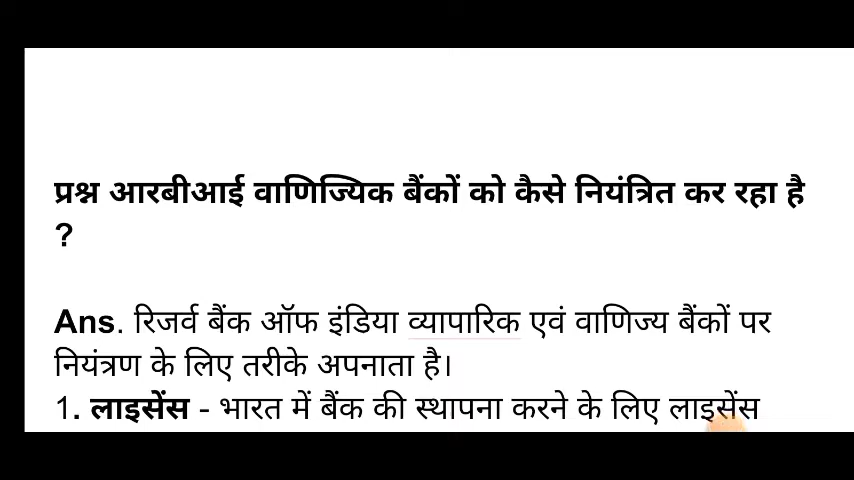 प्रश्न आरबीआई वाणिज्यिक बैंकों को कैसे नियंत्रित कर रहा है
?
Ans. रिजर्व बैंक ऑफ इंडिया व्यापारिक एवं वाणिज्य बैंकों पर
नियंत्रण के लिए तरीके अपनाता है।
1. लाइसेंस - भारत में बैंक की स्थापना करने के लिए लाइसेंस